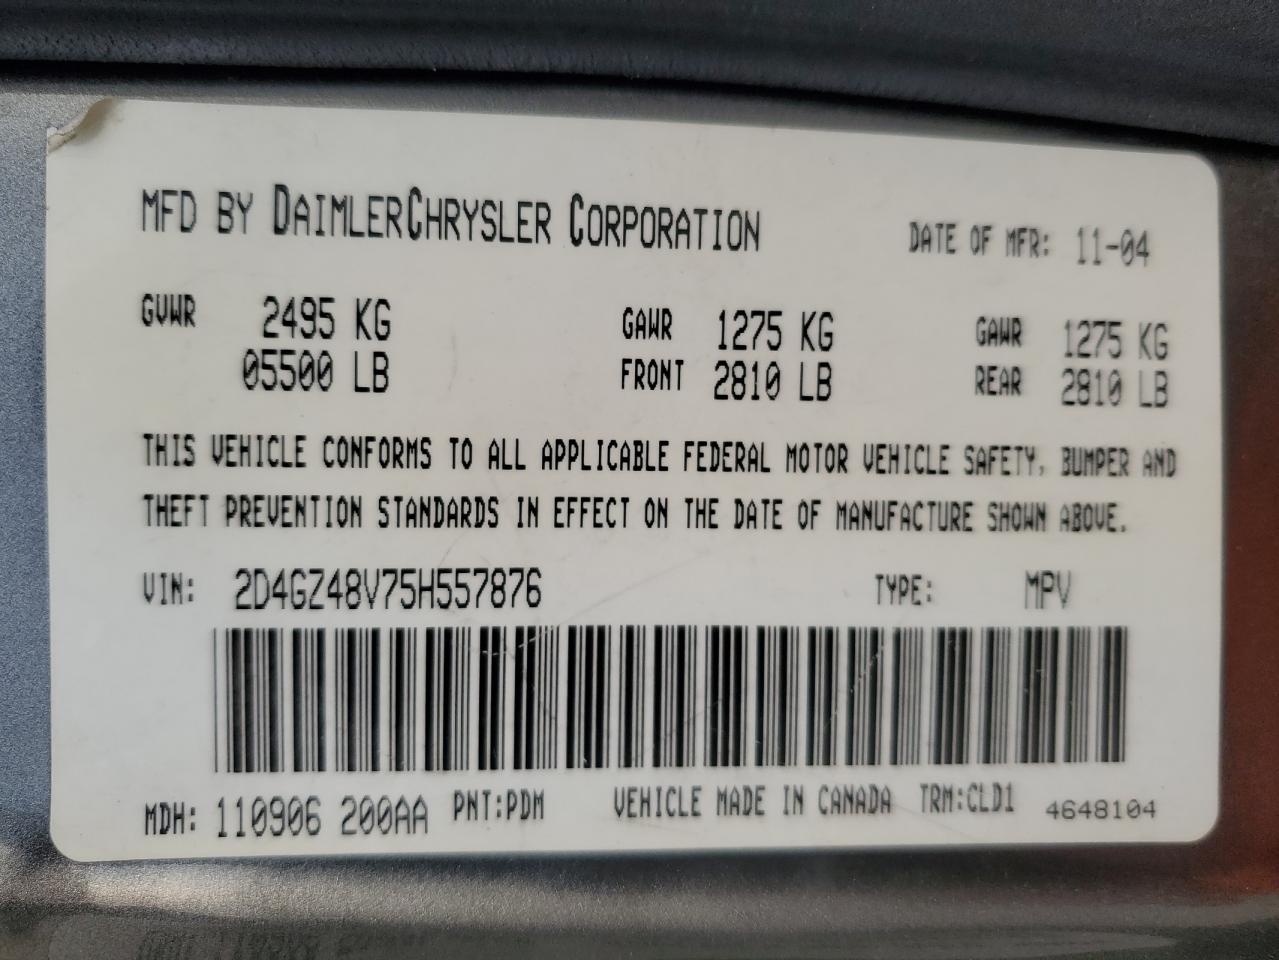 MFD BY DAIMLERCHRYSLER CORPORATION DATE OF MFR: 11-04
GVWR 2495 KG GAWR 1275 KG GAWR 1275 KG
05500 LB FRONT 2810 LB REAR 2810 LB
THIS VEHICLE CONFORMS TO ALL APPLICABLE FEDERAL MOTOR VEHICLE SAFETY, BUMPER AND
THEFT PREVENTION STANDARDS IN EFFECT ON THE DATE OF MANUFACTURE SHOWN ABOVE.
VIN: 2D4GZ48V75H557876 TYPE: MPV
MDH: 110906 200AA PNT:PDM VEHICLE MADE IN CANADA TRM:CLD1 4648104